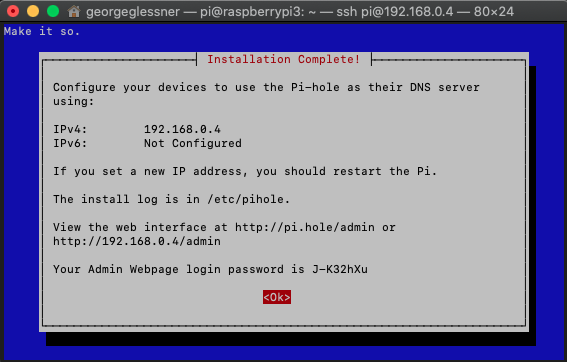 georgeglessner — pi@raspberrypi3: ~ — ssh pi@192.168.0.4 — 80×24
Make it so.
Installation Complete!
Configure your devices to use the Pi-hole as their DNS server
using:
IPv4: 192.168.0.4
IPv6: Not Configured
If you set a new IP address, you should restart the Pi.
The install log is in /etc/pihole.
View the web interface at http://pi.hole/admin or
http://192.168.0.4/admin
Your Admin Webpage login password is J-K32hXu
<Ok>